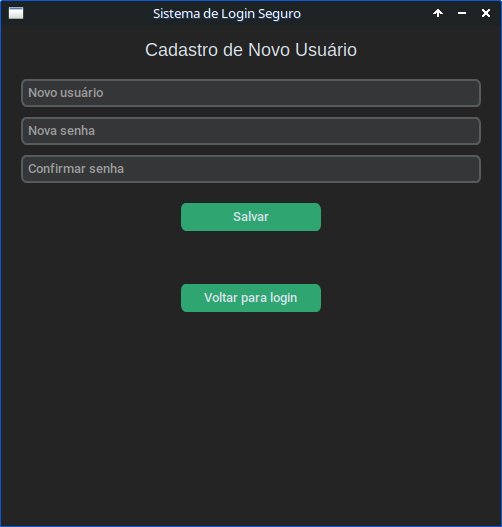 Sistema de Login Seguro
Cadastro de Novo Usuário
Novo usuário
Nova senha
Confirmar senha
Salvar
Voltar para login